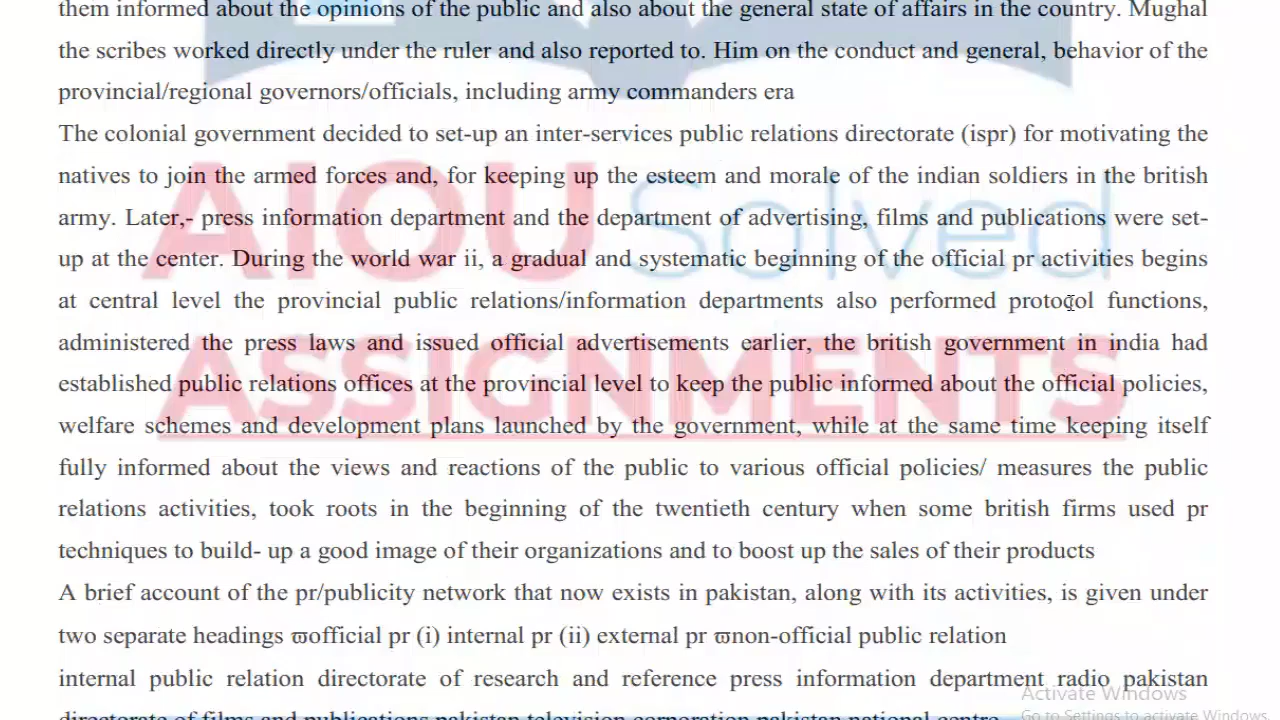 them informed about the opinions of the public and also about the general state of affairs in the country. Mughal
the scribes worked directly under the ruler and also reported to. Him on the conduct and general, behavior of the
provincial/regional governors/officials, including army commanders era
The colonial government decided to set-up an inter-services public relations directorate (ispr) for motivating the
natives to join the armed forces and, for keeping up the esteem and morale of the indian soldiers in the british
army. Later,- press information department and the department of advertising, films and publications were set-
up at the center. During the world war ii, a gradual and systematic beginning of the official pr activities begins
at central level the provincial public relations/information departments also performed protocol functions,
administered the press laws and issued official advertisements earlier, the british government in india had
established public relations offices at the provincial level to keep the public informed about the official policies,
welfare schemes and development plans launched by the government, while at the same time keeping itself
fully informed about the views and reactions of the public to various official policies/ measures the public
relations activities, took roots in the beginning of the twentieth century when some british firms used pr
techniques to build- up a good image of their organizations and to boost up the sales of their products
A brief account of the pr/publicity network that now exists in pakistan, along with its activities, is given under
two separate headings ϖofficial pr (i) internal pr (ii) external pr ϖnon-official public relation
internal public relation directorate of research and reference press information department radio pakistan
directorate of films and publications pakistan television corporation pakistan national centre
AIOU Solved
ASSIGNMENTS
Activate Windows
Go to Settings to activate Windows